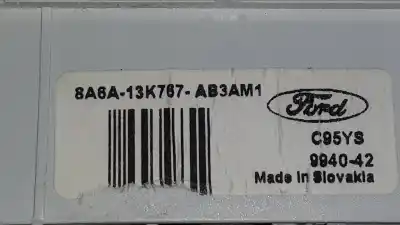 8A6A-13K767-AB3AM1
Ford
C95YS
9940-42
Made In Slovakia